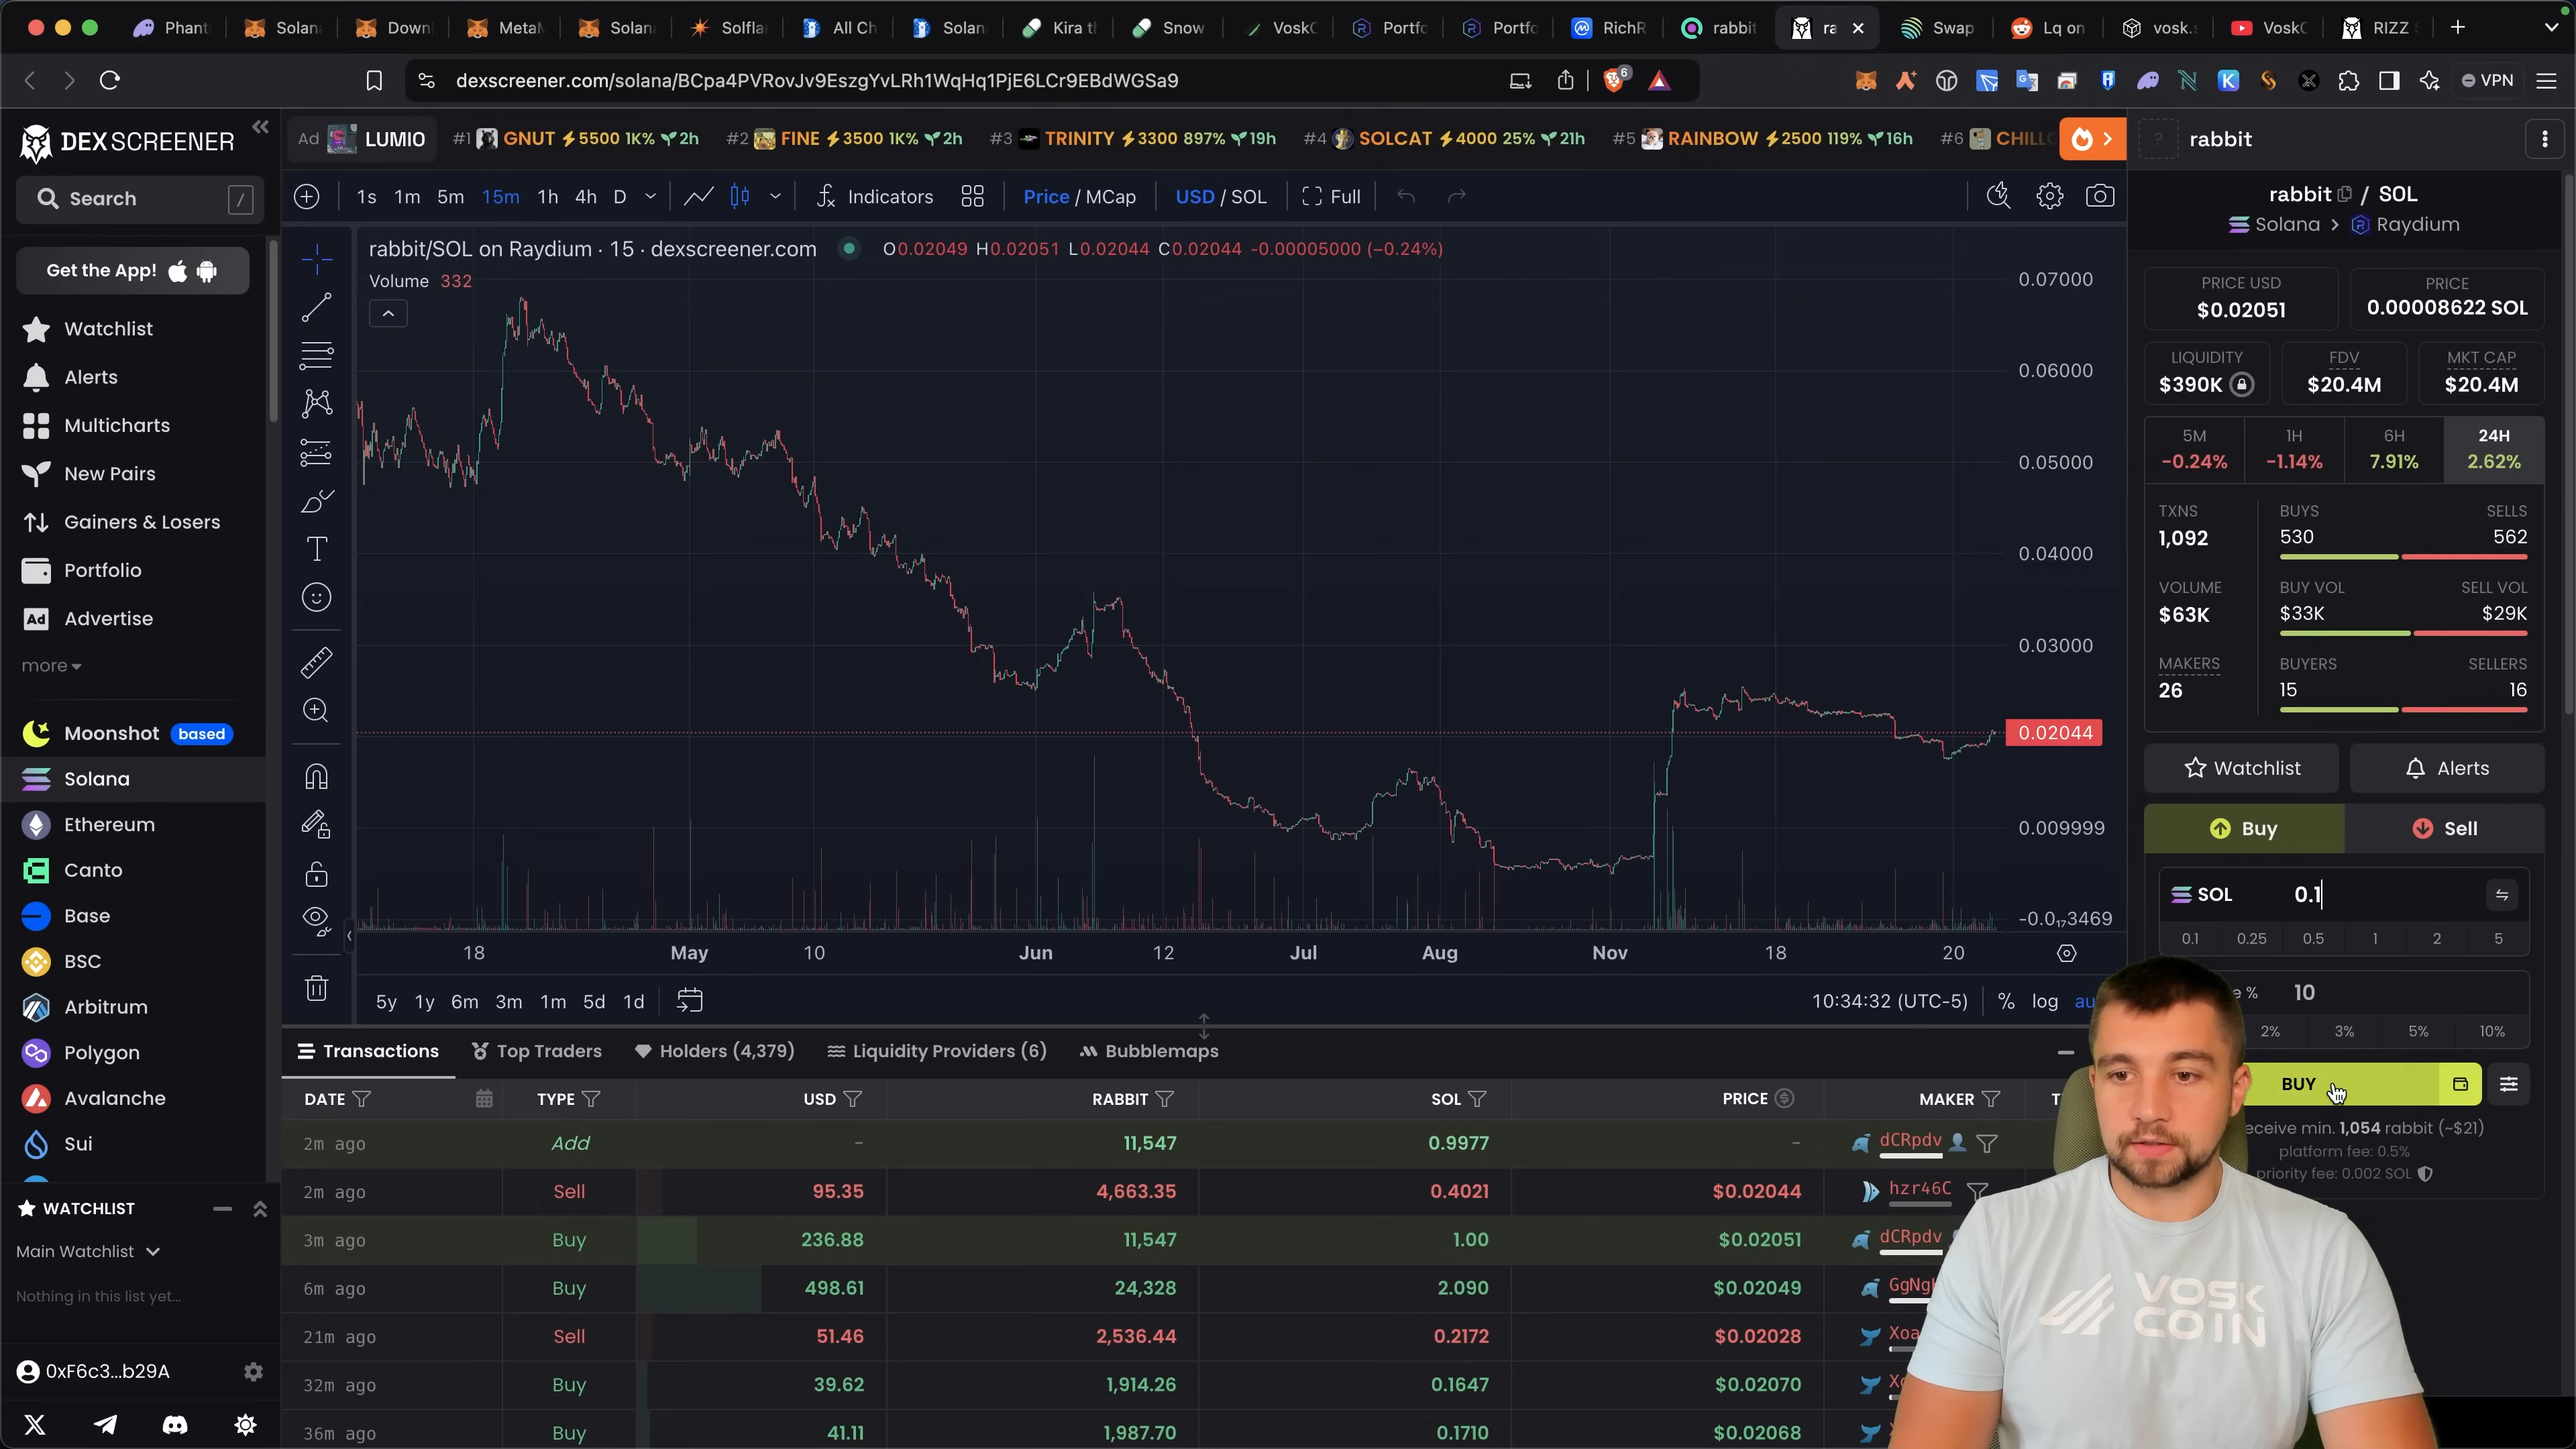 Phant
Solan
Down
MetaM
Solan
Solfla
All Ch
Solan
Kira th
Snow
VoskC
Portfo
Portfo
RichR
rabbit
ra
Swap
Lq on
vosk.s
VoskC
RIZZ
dexscreener.com/solana/BCpa4PVRovJv9EszgYvLRh1WqHq1PjE6LCr9EBdWGSa9
6
VPN
DEX SCREENER
Ad LUMIO #1 GNUT 5500 1K% 2h #2 FINE 3500 1K% 2h #3 TRINITY 3300 897% 19h #4 SOLCAT 4000 25% 21h #5 RAINBOW 2500 119% 16h #6 CHILLG
rabbit
Search /
Get the App!
Watchlist
Alerts
Multicharts
New Pairs
Gainers & Losers
Portfolio
Ad Advertise
more
Moonshot based
Solana
Ethereum
Canto
Base
BSC
Arbitrum
Polygon
Avalanche
Sui
WATCHLIST
Main Watchlist
Nothing in this list yet...
0xF6c3...b29A
1s 1m 5m 15m 1h 4h D Indicators Price / MCap USD / SOL Full
rabbit/SOL on Raydium · 15 · dexscreener.com O0.02049 H0.02051 L0.02044 C0.02044 -0.00005000 (−0.24%)
Volume 332
0.07000
0.06000
0.05000
0.04000
0.03000
0.02044
0.009999
-0.0₁₇3469
18 May 10 Jun 12 Jul Aug Nov 18 20
5y 1y 6m 3m 1m 5d 1d
10:34:32 (UTC-5) % log au
Transactions Top Traders Holders (4,379) Liquidity Providers (6) Bubblemaps
DATE TYPE USD RABBIT SOL PRICE MAKER T
2m ago Add - 11,547 0.9977 - dCRpdv
2m ago Sell 95.35 4,663.35 0.4021 $0.02044 hzr46C
3m ago Buy 236.88 11,547 1.00 $0.02051 dCRpdv
6m ago Buy 498.61 24,328 2.090 $0.02049 GgNgl
21m ago Sell 51.46 2,536.44 0.2172 $0.02028 Xoa
32m ago Buy 39.62 1,914.26 0.1647 $0.02070
36m ago Buy 41.11 1,987.70 0.1710 $0.02068
rabbit / SOL
Solana > Raydium
PRICE USD
$0.02051
PRICE
0.00008622 SOL
LIQUIDITY
$390K
FDV
$20.4M
MKT CAP
$20.4M
5M 1H 6H 24H
-0.24% -1.14% 7.91% 2.62%
TXNS
1,092
BUYS SELLS
530 562
VOLUME
$63K
BUY VOL SELL VOL
$33K $29K
MAKERS
26
BUYERS SELLERS
15 16
Watchlist Alerts
Buy Sell
SOL 0.1
0.1 0.25 0.5 1 2 5
e % 10
2% 3% 5% 10%
BUY
eceive min. 1,054 rabbit (~$21)
platform fee: 0.5%
priority fee: 0.002 SOL
VOSK
COIN